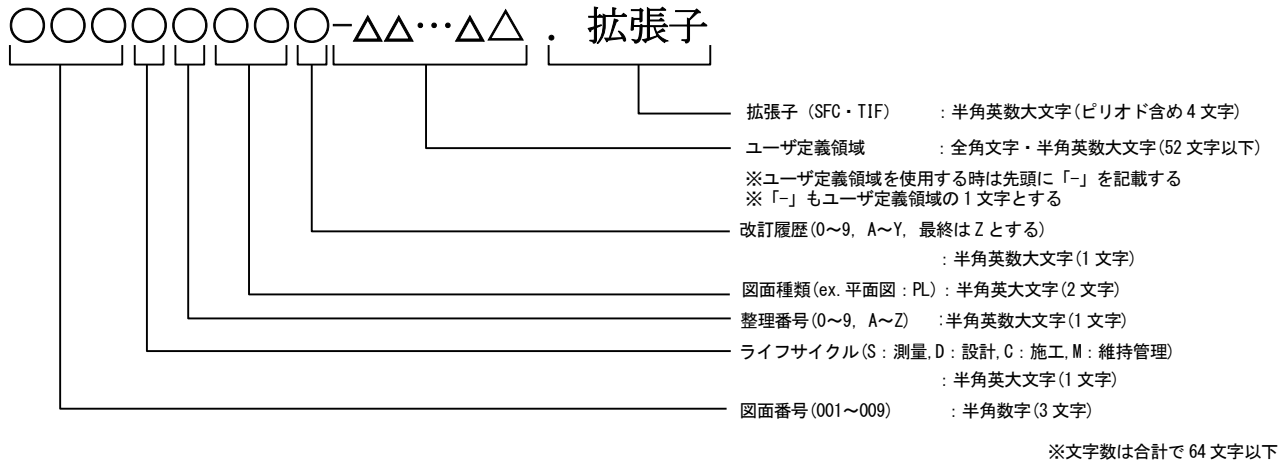 ○○○○○○○○-△△…△△．拡張子
拡張子（SFC・TIF）　：半角英数大文字(ピリオド含め4文字)
ユーザ定義領域　：全角文字・半角英数大文字(52文字以下)
※ユーザ定義領域を使用する時は先頭に「-」を記載する
※「-」もユーザ定義領域の1文字とする
改訂履歴(0～9, A～Y, 最終はZとする)
：半角英数大文字(1文字)
図面種類(ex.平面図：PL)：半角英大文字(2文字)
整理番号(0～9, A～Z)　:半角英数大文字(1文字)
ライフサイクル(S：測量,D：設計,C：施工,M：維持管理)
：半角英大文字(1文字)
図面番号(001～009)　：半角数字(3文字)
※文字数は合計で64文字以下